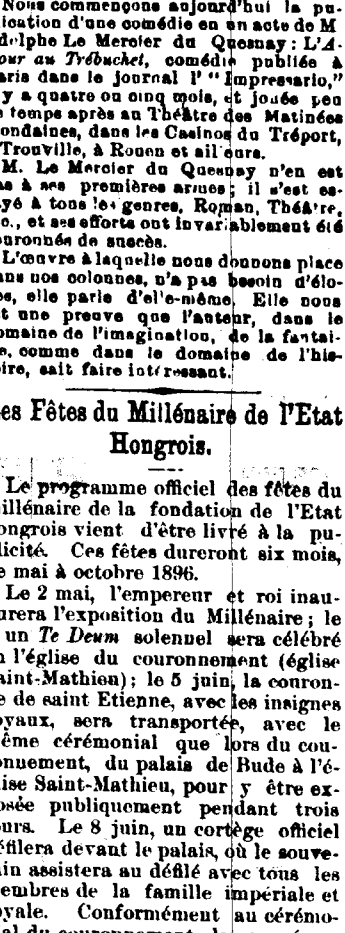 Nous commençons aujourd'hui la pu-
lication d'une comédie en un acte de M
delphe Le Mercier du Quesnay : L'A-
our au Trébuchet, comédie publiée à
aris dans le journal l' "Impressario,"
y a quatre ou cinq mois, et jouée peu
e temps après au Théâtre des Matinées
ondaines, dans les Casinos du Tréport,
Trouville, à Rouen et ail'eurs.
M. Le Mercier du Quesnay n'en est
as à ses premières armes ; il s'est es-
yé à tous les genres, Roman, Théâtre,
c., et ses efforts ont invariablement été
ouronnés de succès.
L'œuvre à laquelle nous donnons place
ans nos colonnes, n'a pas besoin d'élo-
es, elle parle d'el'e-même. Elle nous
st une preuve que l'auteur, dans le
omaine de l'imagination, de la fantai-
e, comme dans le domaine de l'his-
oire, sait faire intéressant.
es Fêtes du Millénaire de l'Etat
Hongrois.
Le programme officiel des fêtes du
illénaire de la fondation de l'Etat
ongrois vient d'être livré à la pu-
licité. Ces fêtes dureront six mois,
e mai à octobre 1896.
Le 2 mai, l'empereur et roi inau-
urera l'exposition du Millénaire ; le
un Te Deum solennel sera célébré
n l'église du couronnement (église
aint-Mathieu) ; le 5 juin, la couron-
e de saint Etienne, avec les insignes
oyaux, sera transportée, avec le
ême cérémonial que lors du cou-
onnement, du palais de Bude à l'é-
lise Saint-Mathieu, pour y être ex-
osée publiquement pendant trois
ours. Le 8 juin, un cortège officiel
éfilera devant le palais, où le souve-
ain assistera au défilé avec tous les
embres de la famille impériale et
oyale. Conformément au cérémo-
ial du couronnement